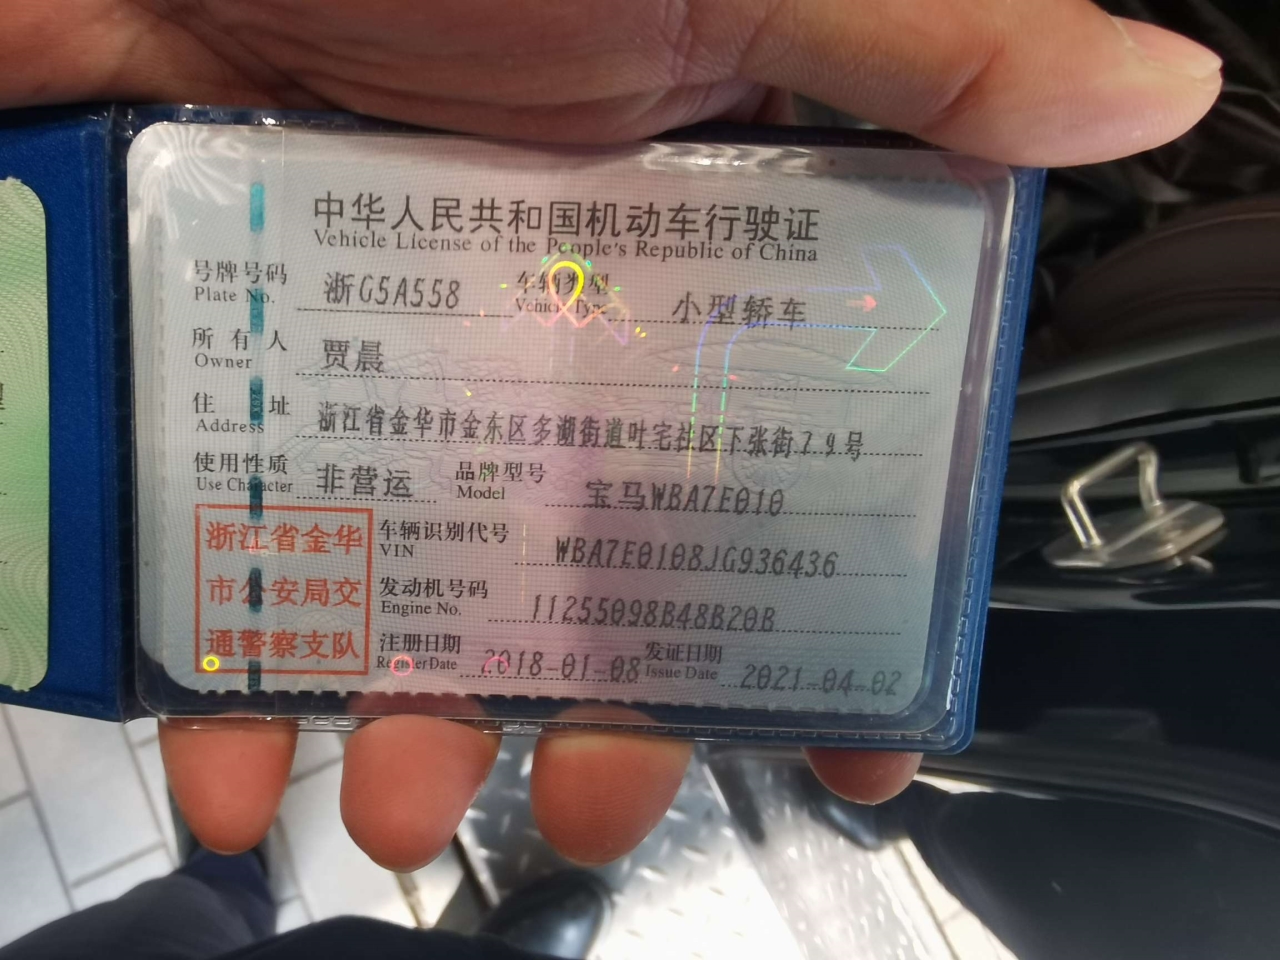 中华人民共和国机动车行驶证
Vehicle License of the People's Republic of China
号牌号码 浙G5A558 车辆类型 小型轿车
Plate No. Vehicle Type
所有人 贾晨
Owner
住址 浙江省金华市金东区多湖街道吐宅社区下张街79号
Address
使用性质 非营运 品牌型号 宝马WBA7E010
Use Character Model
浙江省金华
市公安局交
通警察支队
车辆识别代号 WBA7E0108JG936436
VIN
发动机号码 11255098B48B20B
Engine No.
注册日期 2018-01-08 发证日期 2021-04-02
Register Date Issue Date